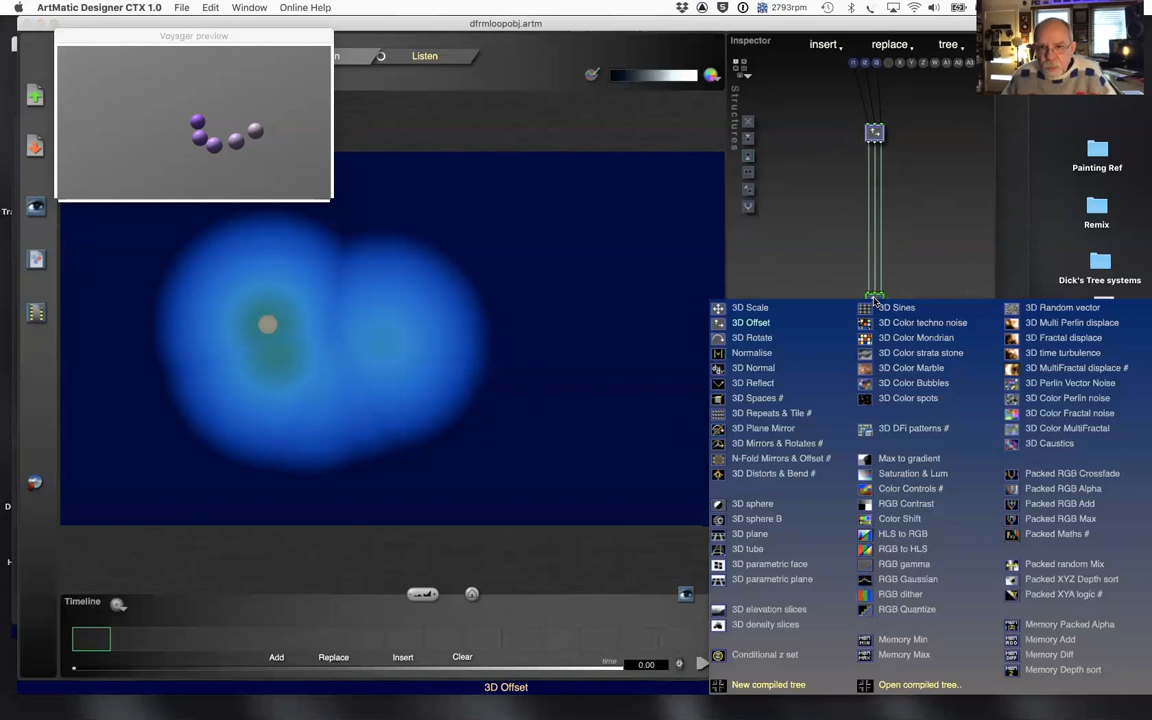 ArtMatic Designer CTX 1.0 File Edit Window Online Help 2793rpm
dfrmloopobj.artm
Voyager preview
Listen
Inspector
insert replace tree
I1 I2 I3 X Y Z W A1 A2 A3
Structures
Painting Ref
Remix
Dick's Tree systems
3D Scale 3D Sines 3D Random vector
3D Offset 3D Color techno noise 3D Multi Perlin displace
3D Rotate 3D Color Mondrian 3D Fractal displace
Normalise 3D Color strata stone 3D time turbulence
3D Normal 3D Color Marble 3D MultiFractal displace #
3D Reflect 3D Color Bubbles 3D Perlin Vector Noise
3D Spaces # 3D Color spots 3D Color Perlin noise
3D Repeats & Tile # 3D Color Fractal noise
3D Plane Mirror 3D DFi patterns # 3D Color MultiFractal
3D Mirrors & Rotates # 3D Caustics
N-Fold Mirrors & Offset # Max to gradient
3D Distorts & Bend # Saturation & Lum Packed RGB Crossfade
Color Controls # Packed RGB Alpha
3D sphere RGB Contrast Packed RGB Add
3D sphere B Color Shift Packed RGB Max
3D plane HLS to RGB Packed Maths #
3D tube RGB to HLS
3D parametric face RGB gamma Packed random Mix
3D parametric plane RGB Gaussian Packed XYZ Depth sort
RGB dither Packed XYA logic #
3D elevation slices RGB Quantize
3D density slices Memory Packed Alpha
Memory Min Memory Add
Conditional z set Memory Max Memory Diff
Memory Depth sort
New compiled tree Open compiled tree..
Timeline
Add Replace Insert Clear
time 0.00
3D Offset